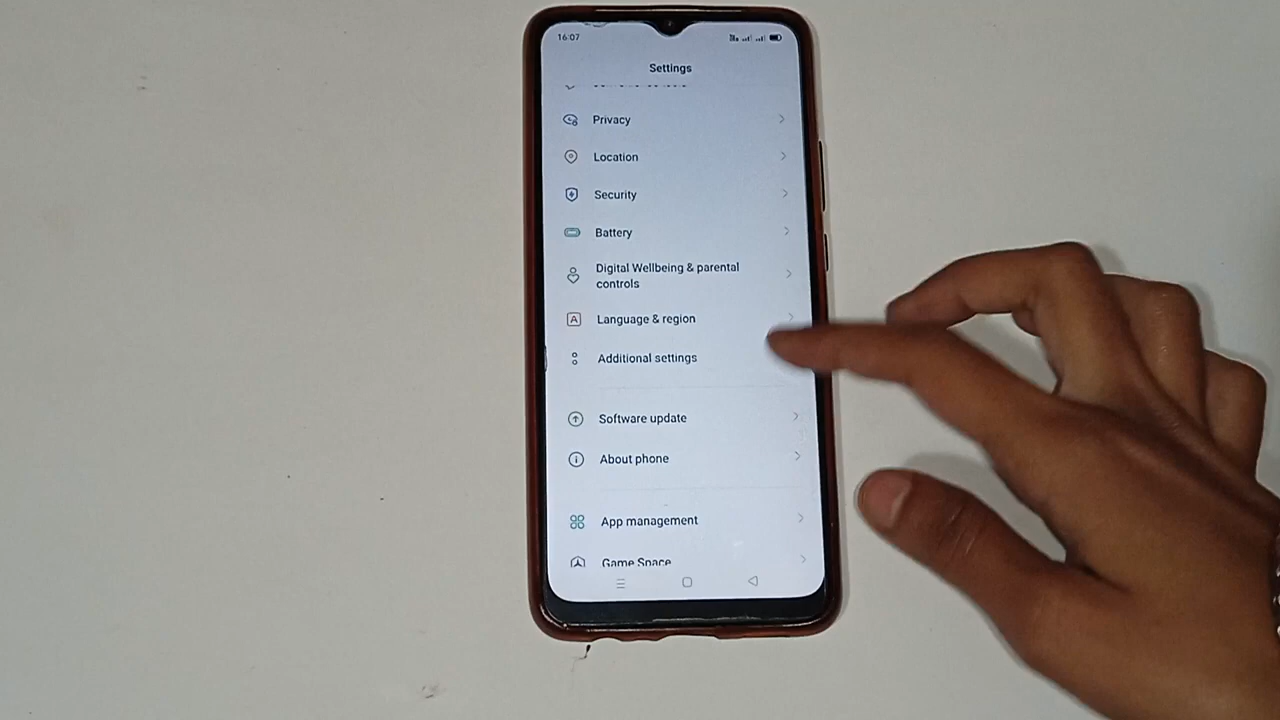 16:07
Settings
Privacy
Location
Security
Battery
Digital Wellbeing & parental
controls
Language & region
A
Additional settings
Software update
About phone
App management
Game Space